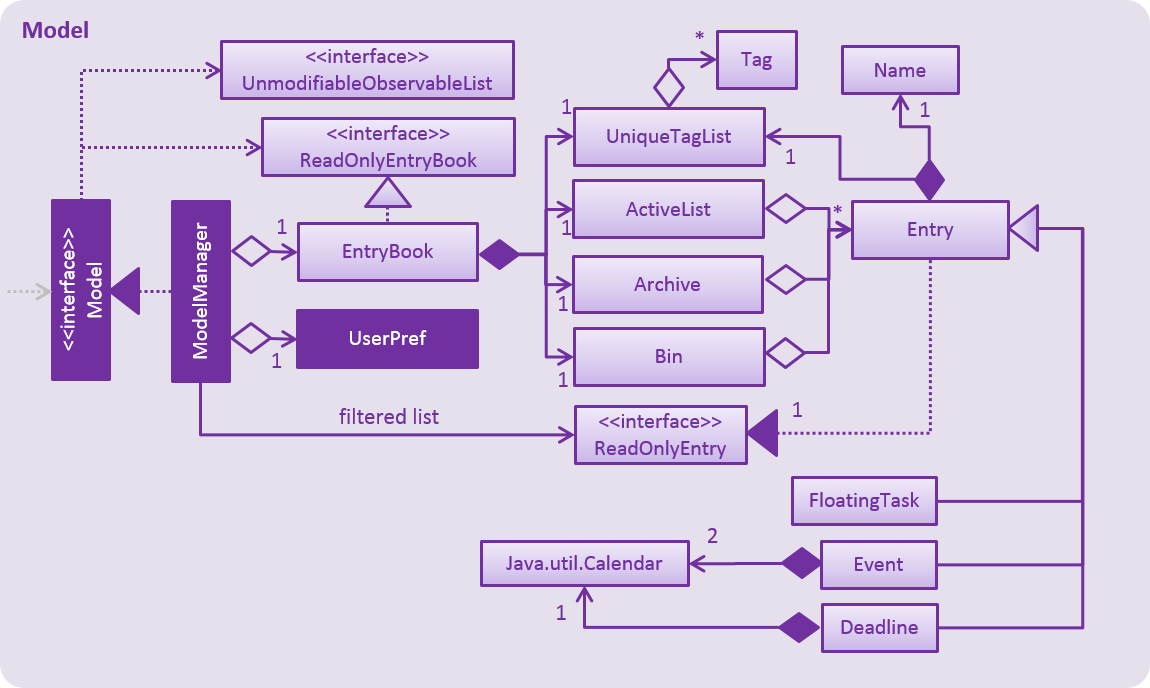 Model
<<interface>>
UnmodifiableObservableList
<<interface>>
ReadOnlyEntryBook
<<interface>>
Model
ModelManager
1
EntryBook
1
UserPref
filtered list
*
Tag
Name
1
1
UniqueTagList
1
1
ActiveList
*
Entry
1
Archive
1
Bin
<<interface>>
ReadOnlyEntry
1
FloatingTask
Java.util.Calendar
2
Event
1
Deadline